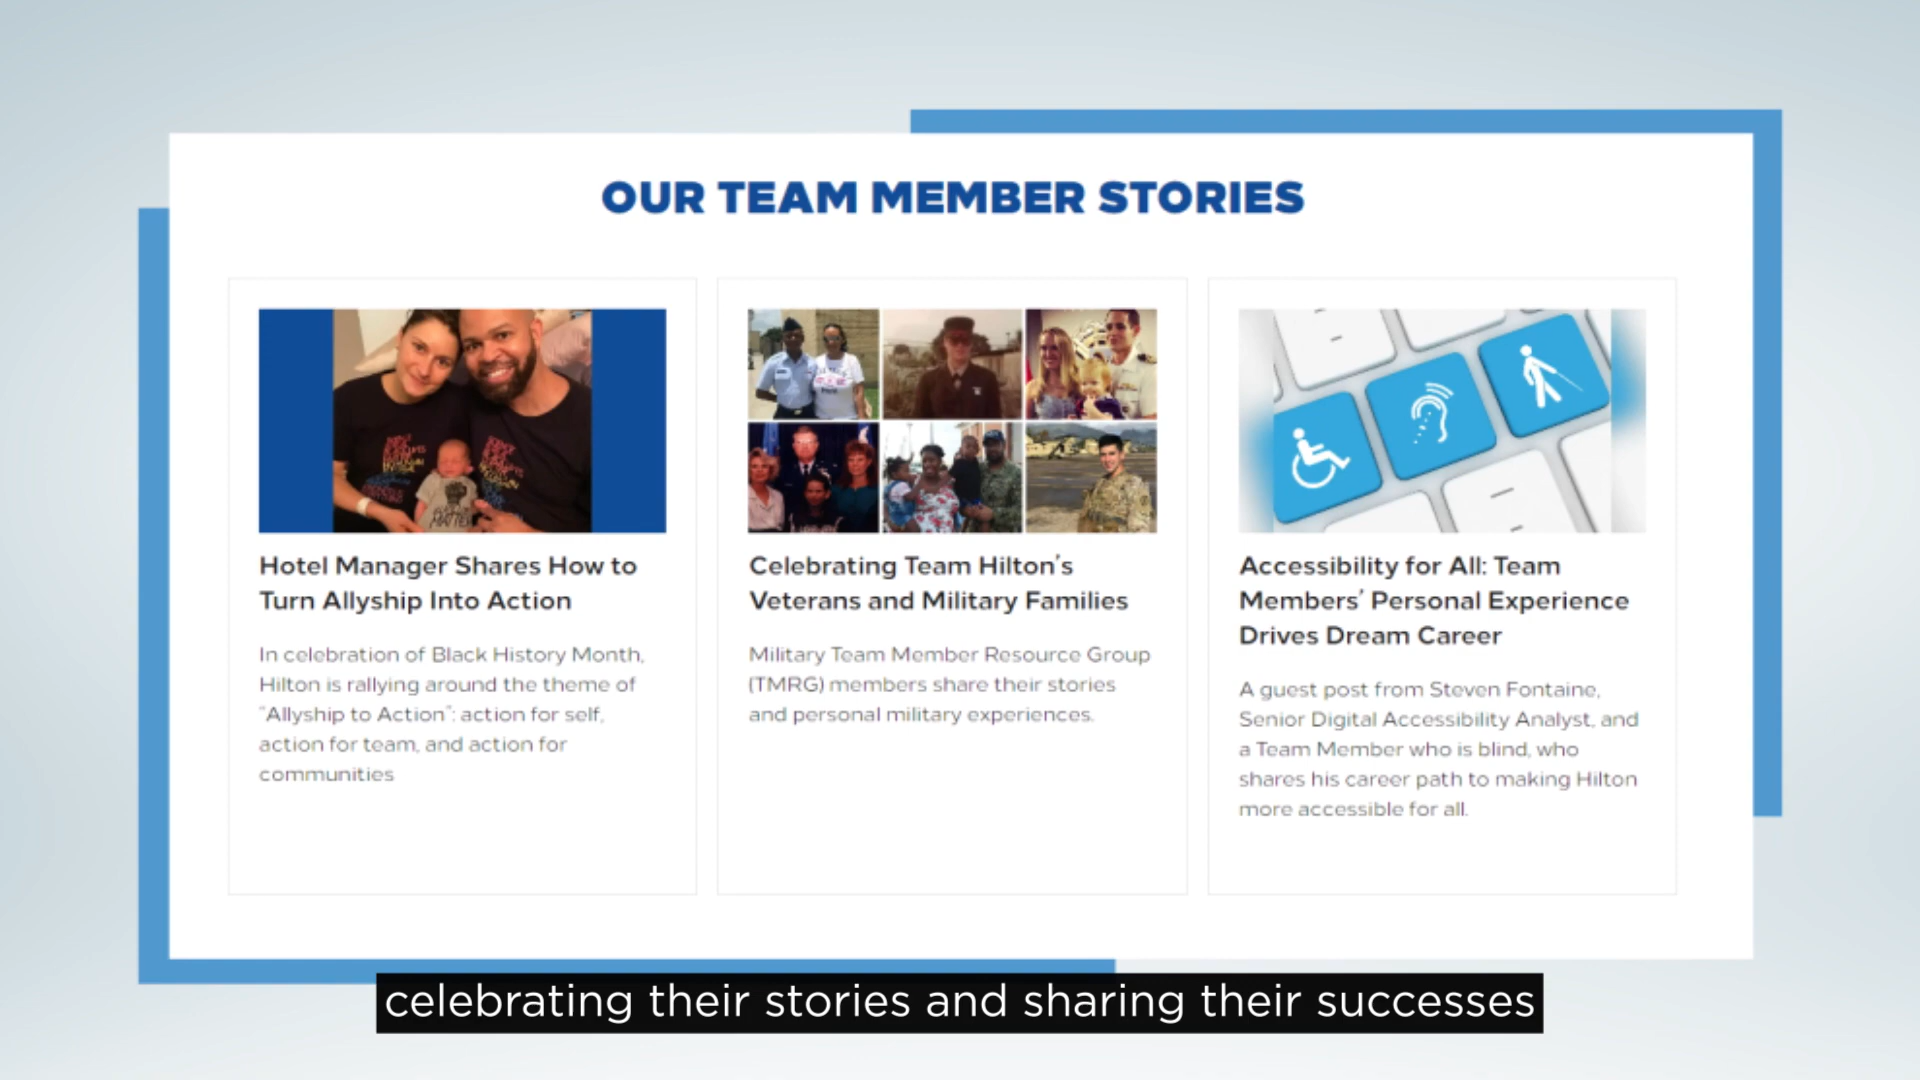 OUR TEAM MEMBER STORIES
Hotel Manager Shares How to
Turn Allyship Into Action
In celebration of Black History Month,
Hilton is rallying around the theme of
“Allyship to Action”: action for self,
action for team, and action for
communities
Celebrating Team Hilton’s
Veterans and Military Families
Military Team Member Resource Group
(TMRG) members share their stories
and personal military experiences.
Accessibility for All: Team
Members’ Personal Experience
Drives Dream Career
A guest post from Steven Fontaine,
Senior Digital Accessibility Analyst, and
a Team Member who is blind, who
shares his career path to making Hilton
more accessible for all.
celebrating their stories and sharing their successes